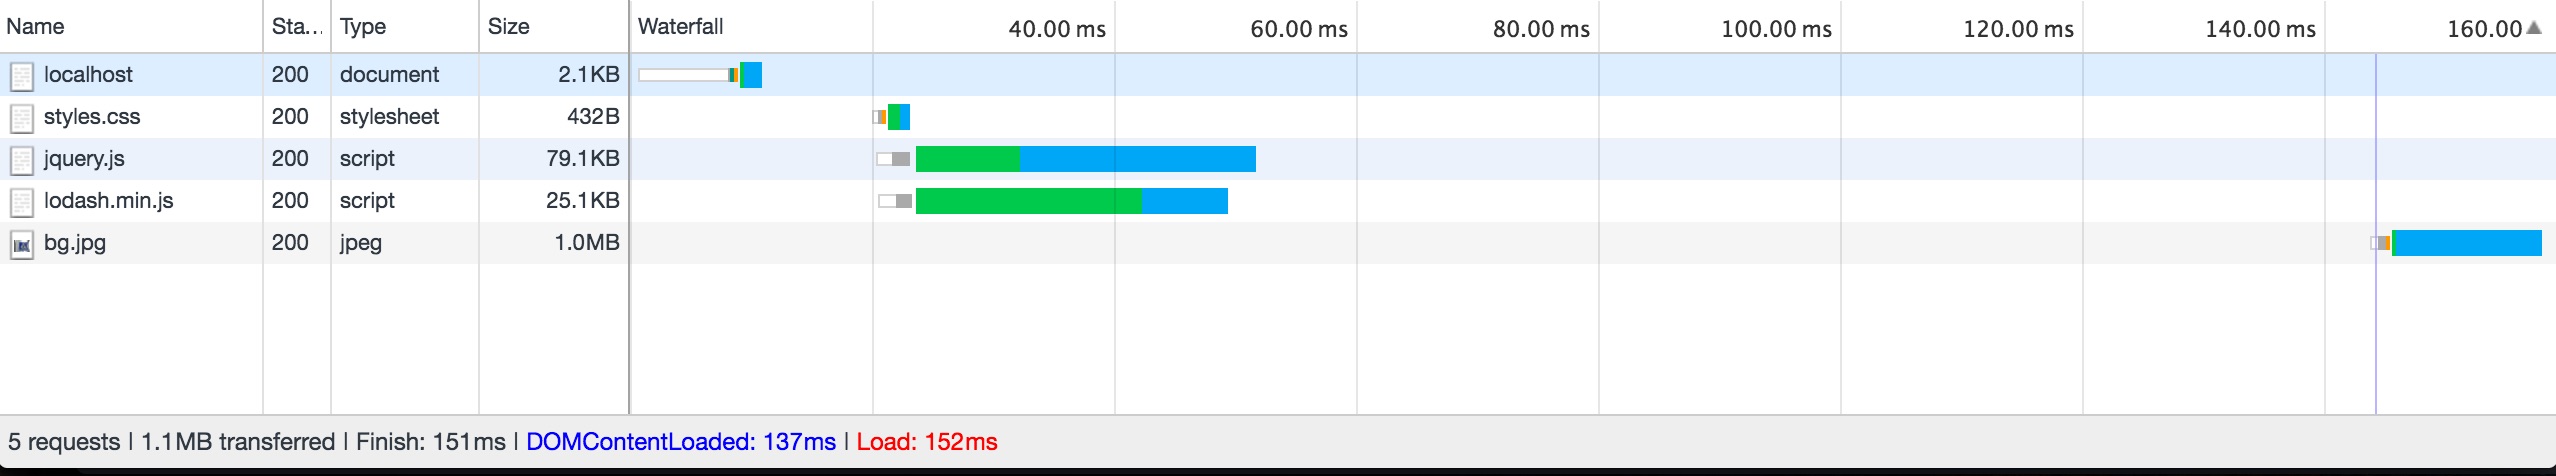 Name Sta... Type Size Waterfall 40.00 ms 60.00 ms 80.00 ms 100.00 ms 120.00 ms 140.00 ms 160.00
localhost 200 document 2.1KB
styles.css 200 stylesheet 432B
jquery.js 200 script 79.1KB
lodash.min.js 200 script 25.1KB
bg.jpg 200 jpeg 1.0MB
5 requests | 1.1MB transferred | Finish: 151ms | DOMContentLoaded: 137ms | Load: 152ms